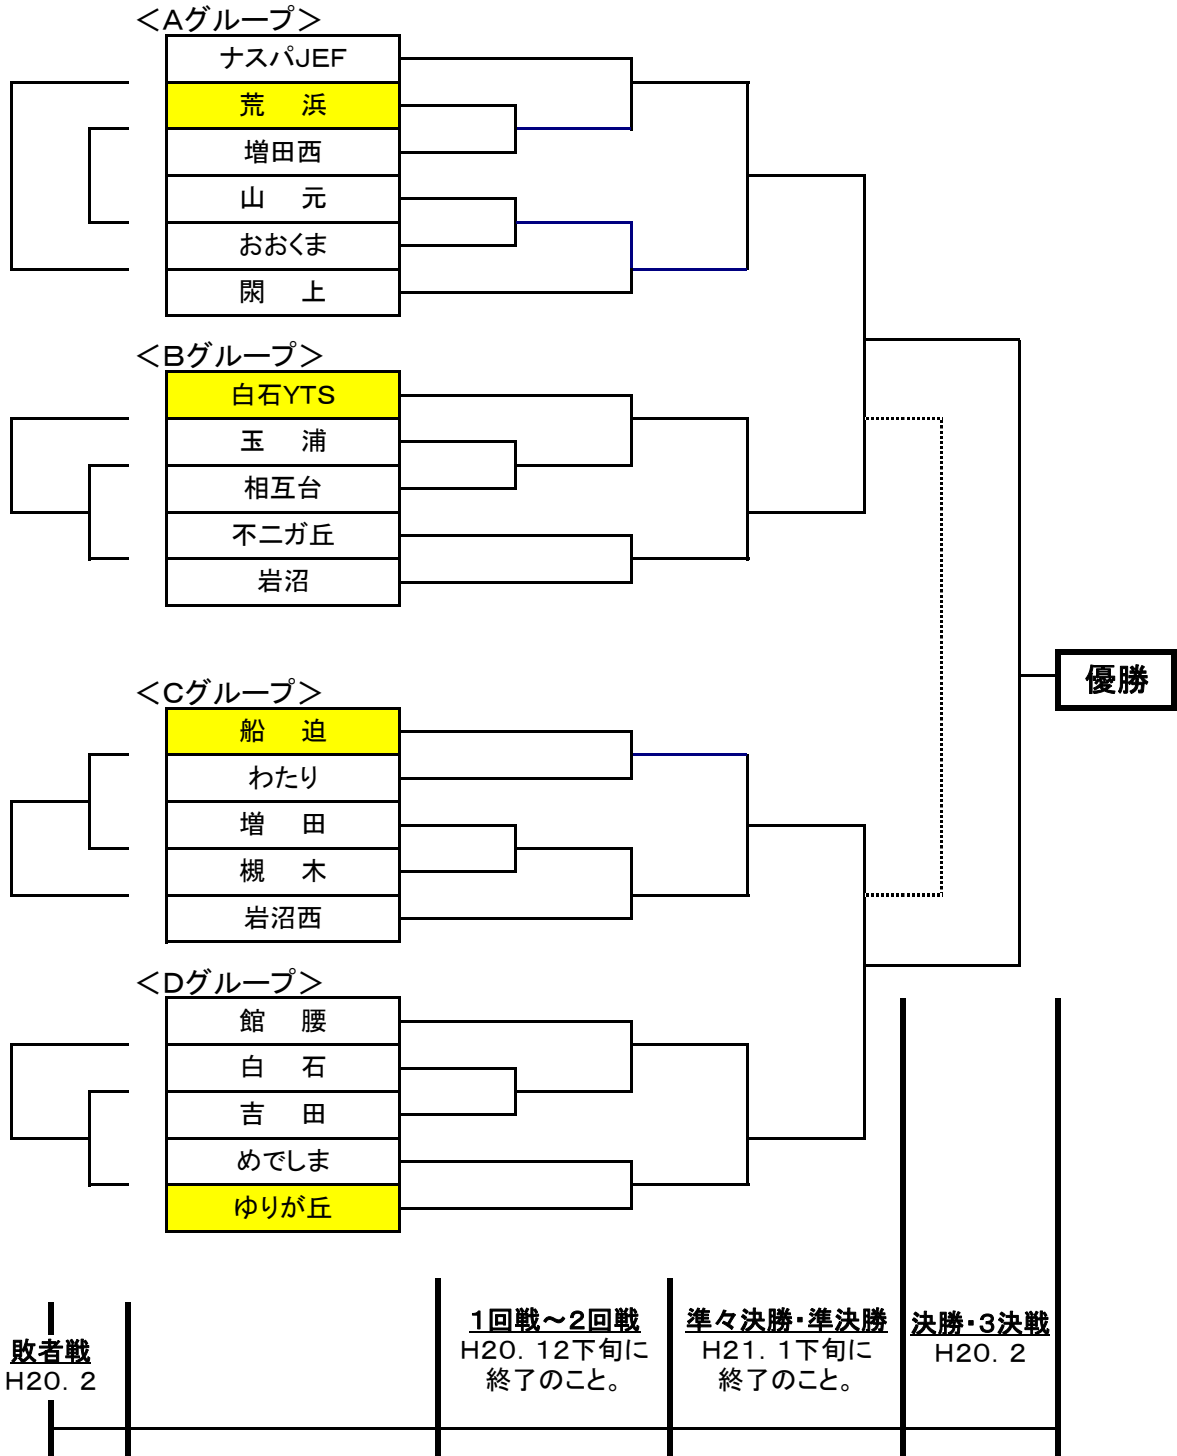 ＜Aグループ＞
ナスパJEF
荒　浜
増田西
山　元
おおくま
閖　上
＜Bグループ＞
白石YTS
玉　浦
相互台
不二ガ丘
岩沼
優勝
＜Cグループ＞
船　迫
わたり
増　田
槻　木
岩沼西
＜Dグループ＞
館　腰
白　石
吉　田
めでしま
ゆりが丘
敗者戦
H20．2
1回戦～2回戦
H20．12下旬に
終了のこと。
準々決勝・準決勝
H21．1下旬に
終了のこと。
決勝・3決戦
H20．2